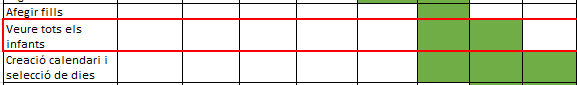 Afegir fills
Veure tots els
infants
Creació calendari i
selecció de dies